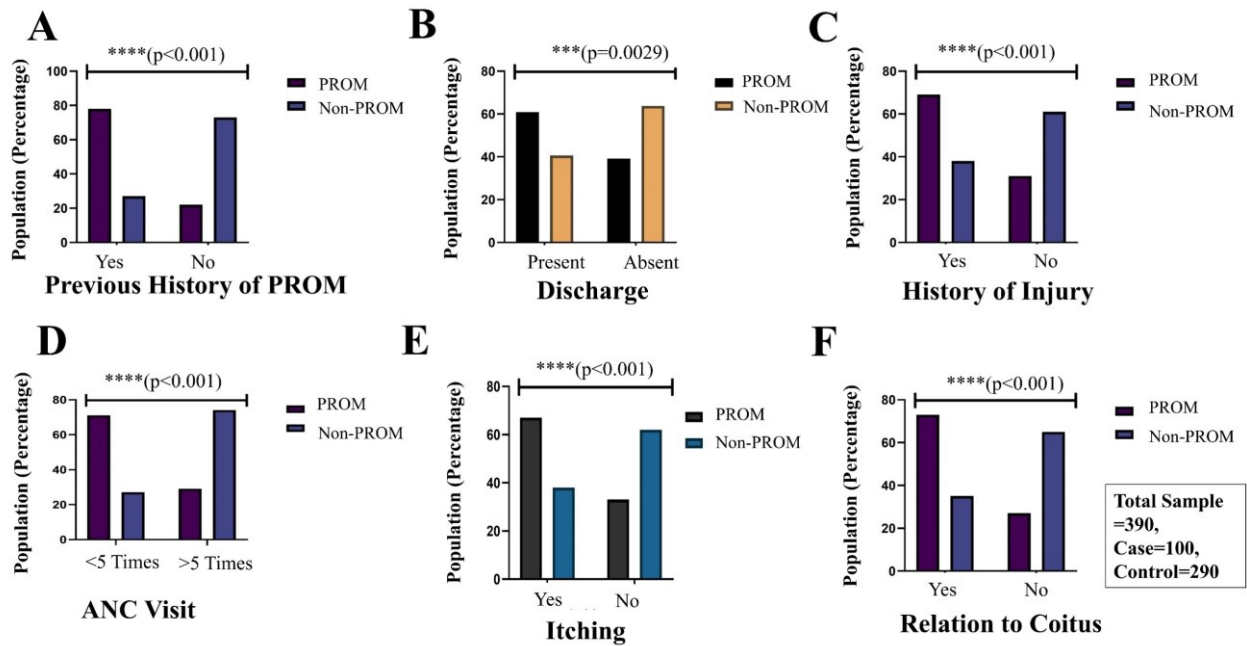 A
****(p<0.001)
PROM
Non-PROM
Population (Percentage)
100
80
60
40
20
0
Yes No
Previous History of PROM
B
***(p=0.0029)
PROM
Non-PROM
Population (Percentage)
80
60
40
20
0
Present Absent
Discharge
C
****(p<0.001)
PROM
Non-PROM
Population (Percentage)
80
60
40
20
0
Yes No
History of Injury
D
****(p<0.001)
PROM
Non-PROM
Population (Percentage)
80
60
40
20
0
<5 Times >5 Times
ANC Visit
E
****(p<0.001)
PROM
Non-PROM
Population (Percentage)
80
60
40
20
0
Yes No
Itching
F
****(p<0.001)
PROM
Non-PROM
Population (Percentage)
80
60
40
20
0
Yes No
Relation to Coitus
Total Sample
=390,
Case=100,
Control=290